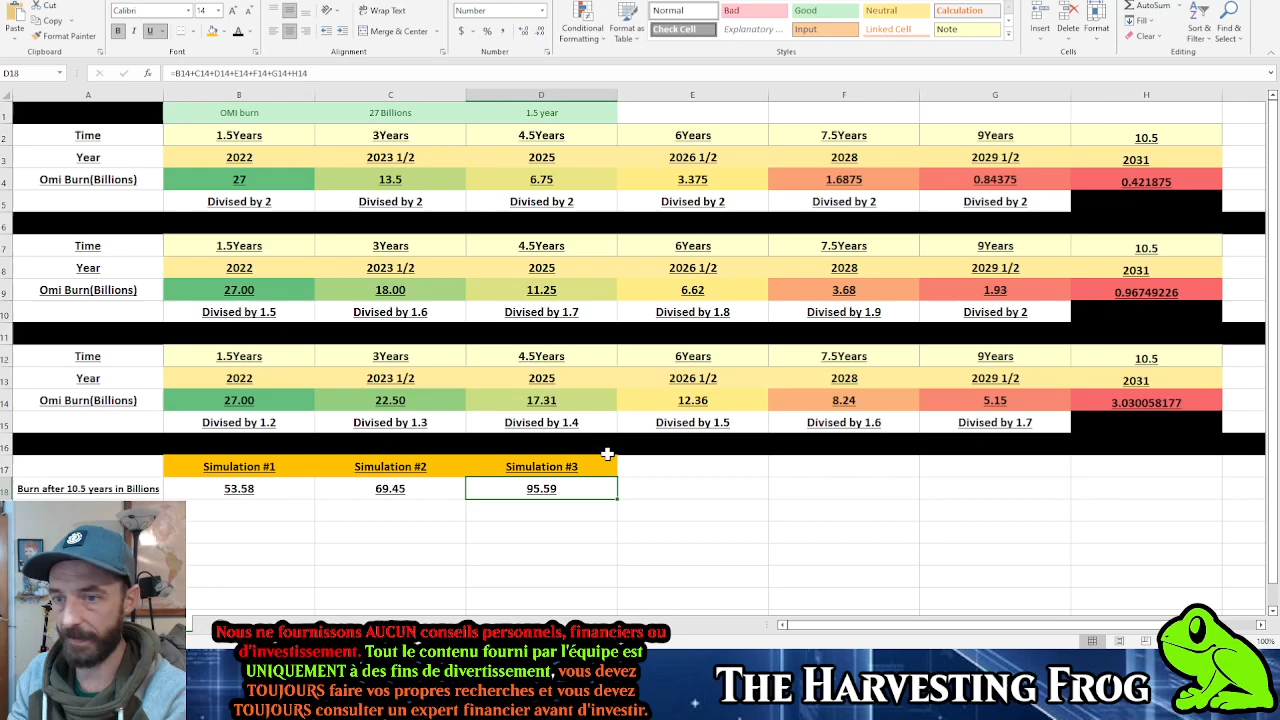 Cut
Calibri 14 Wrap Text Number Normal Bad Good Neutral Calculation AutoSum
Copy Fill
Paste Format Painter B I U Merge & Center $ % Conditional Formatting Format as Table Check Cell Explanatory ... Input Linked Cell Note Insert Delete Format Clear Sort & Filter Find & Select
Clipboard Font Alignment Number Styles Cells Editing
D18 fx =B14+C14+D14+E14+F14+G14+H14
A B C D E F G H
1 OMI burn 27 Billions 1.5 year
2 Time 1.5Years 3Years 4.5Years 6Years 7.5Years 9Years 10.5
3 Year 2022 2023 1/2 2025 2026 1/2 2028 2029 1/2 2031
4 Omi Burn(Billions) 27 13.5 6.75 3.375 1.6875 0.84375 0.421875
5 Divised by 2 Divised by 2 Divised by 2 Divised by 2 Divised by 2 Divised by 2
6
7 Time 1.5Years 3Years 4.5Years 6Years 7.5Years 9Years 10.5
8 Year 2022 2023 1/2 2025 2026 1/2 2028 2029 1/2 2031
9 Omi Burn(Billions) 27.00 18.00 11.25 6.62 3.68 1.93 0.96749226
10 Divised by 1.5 Divised by 1.6 Divised by 1.7 Divised by 1.8 Divised by 1.9 Divised by 2
11
12 Time 1.5Years 3Years 4.5Years 6Years 7.5Years 9Years 10.5
13 Year 2022 2023 1/2 2025 2026 1/2 2028 2029 1/2 2031
14 Omi Burn(Billions) 27.00 22.50 17.31 12.36 8.24 5.15 3.030058177
15 Divised by 1.2 Divised by 1.3 Divised by 1.4 Divised by 1.5 Divised by 1.6 Divised by 1.7
16
17 Simulation #1 Simulation #2 Simulation #3
18 Burn after 10.5 years in Billions 53.58 69.45 95.59
100%
Nous ne fournissons AUCUN conseils personnels, financiers ou
d'investissement. Tout le contenu fourni par l'équipe est
UNIQUEMENT à des fins de divertissement, vous devez
TOUJOURS faire vos propres recherches et vous devez
TOUJOURS consulter un expert financier avant d'investir.
THE HARVESTING FROG